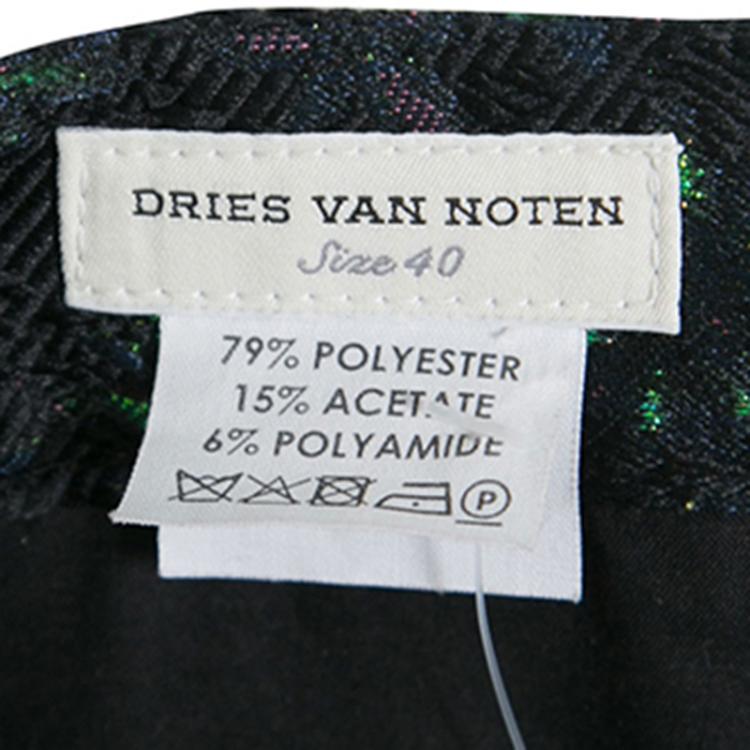 DRIES VAN NOTEN
Size 40
79% POLYESTER
15% ACETATE
6% POLYAMIDE
P